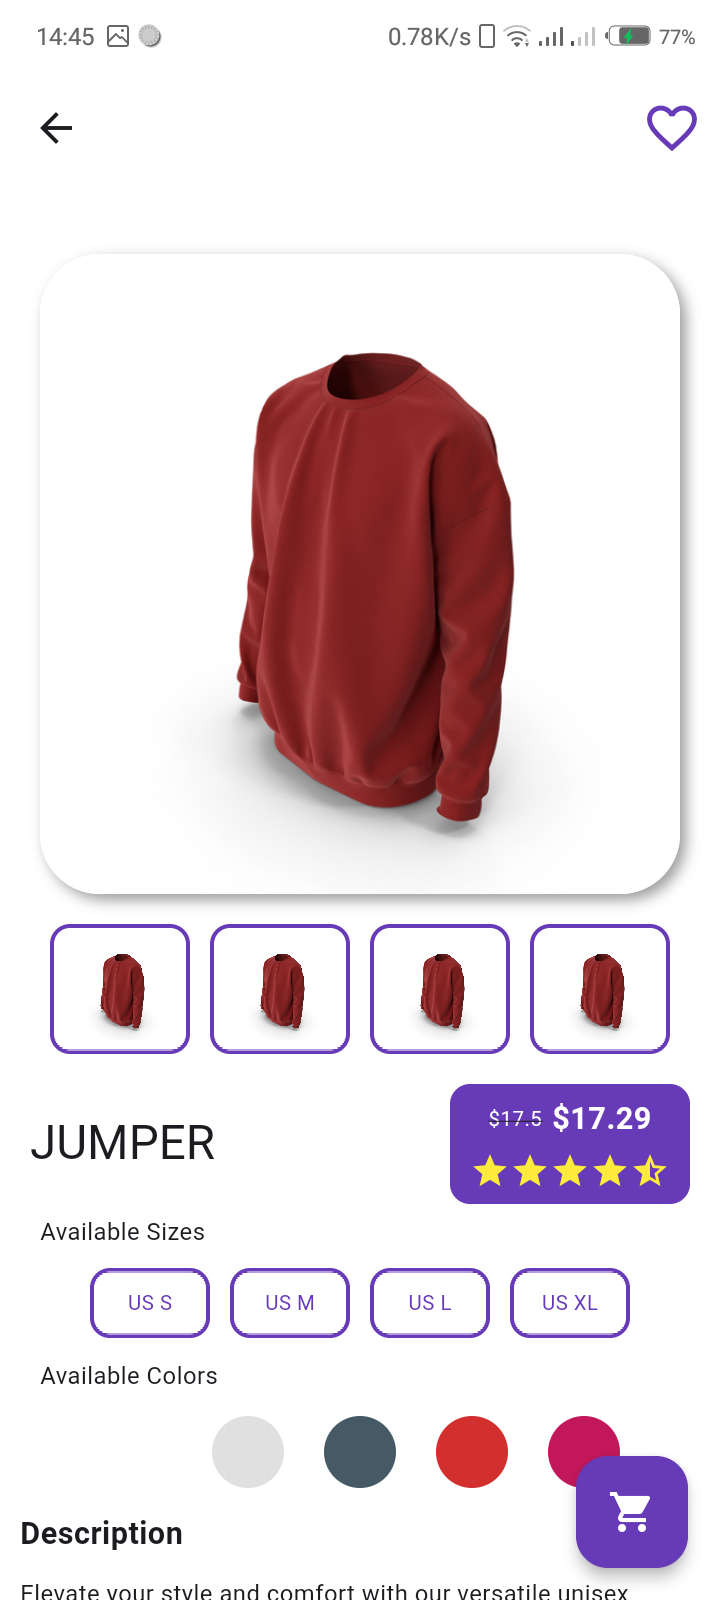 14:45 0.78K/s 77%
JUMPER
$17.5 $17.29
Available Sizes
US S US M US L US XL
Available Colors
Description
Elevate your style and comfort with our versatile unisex